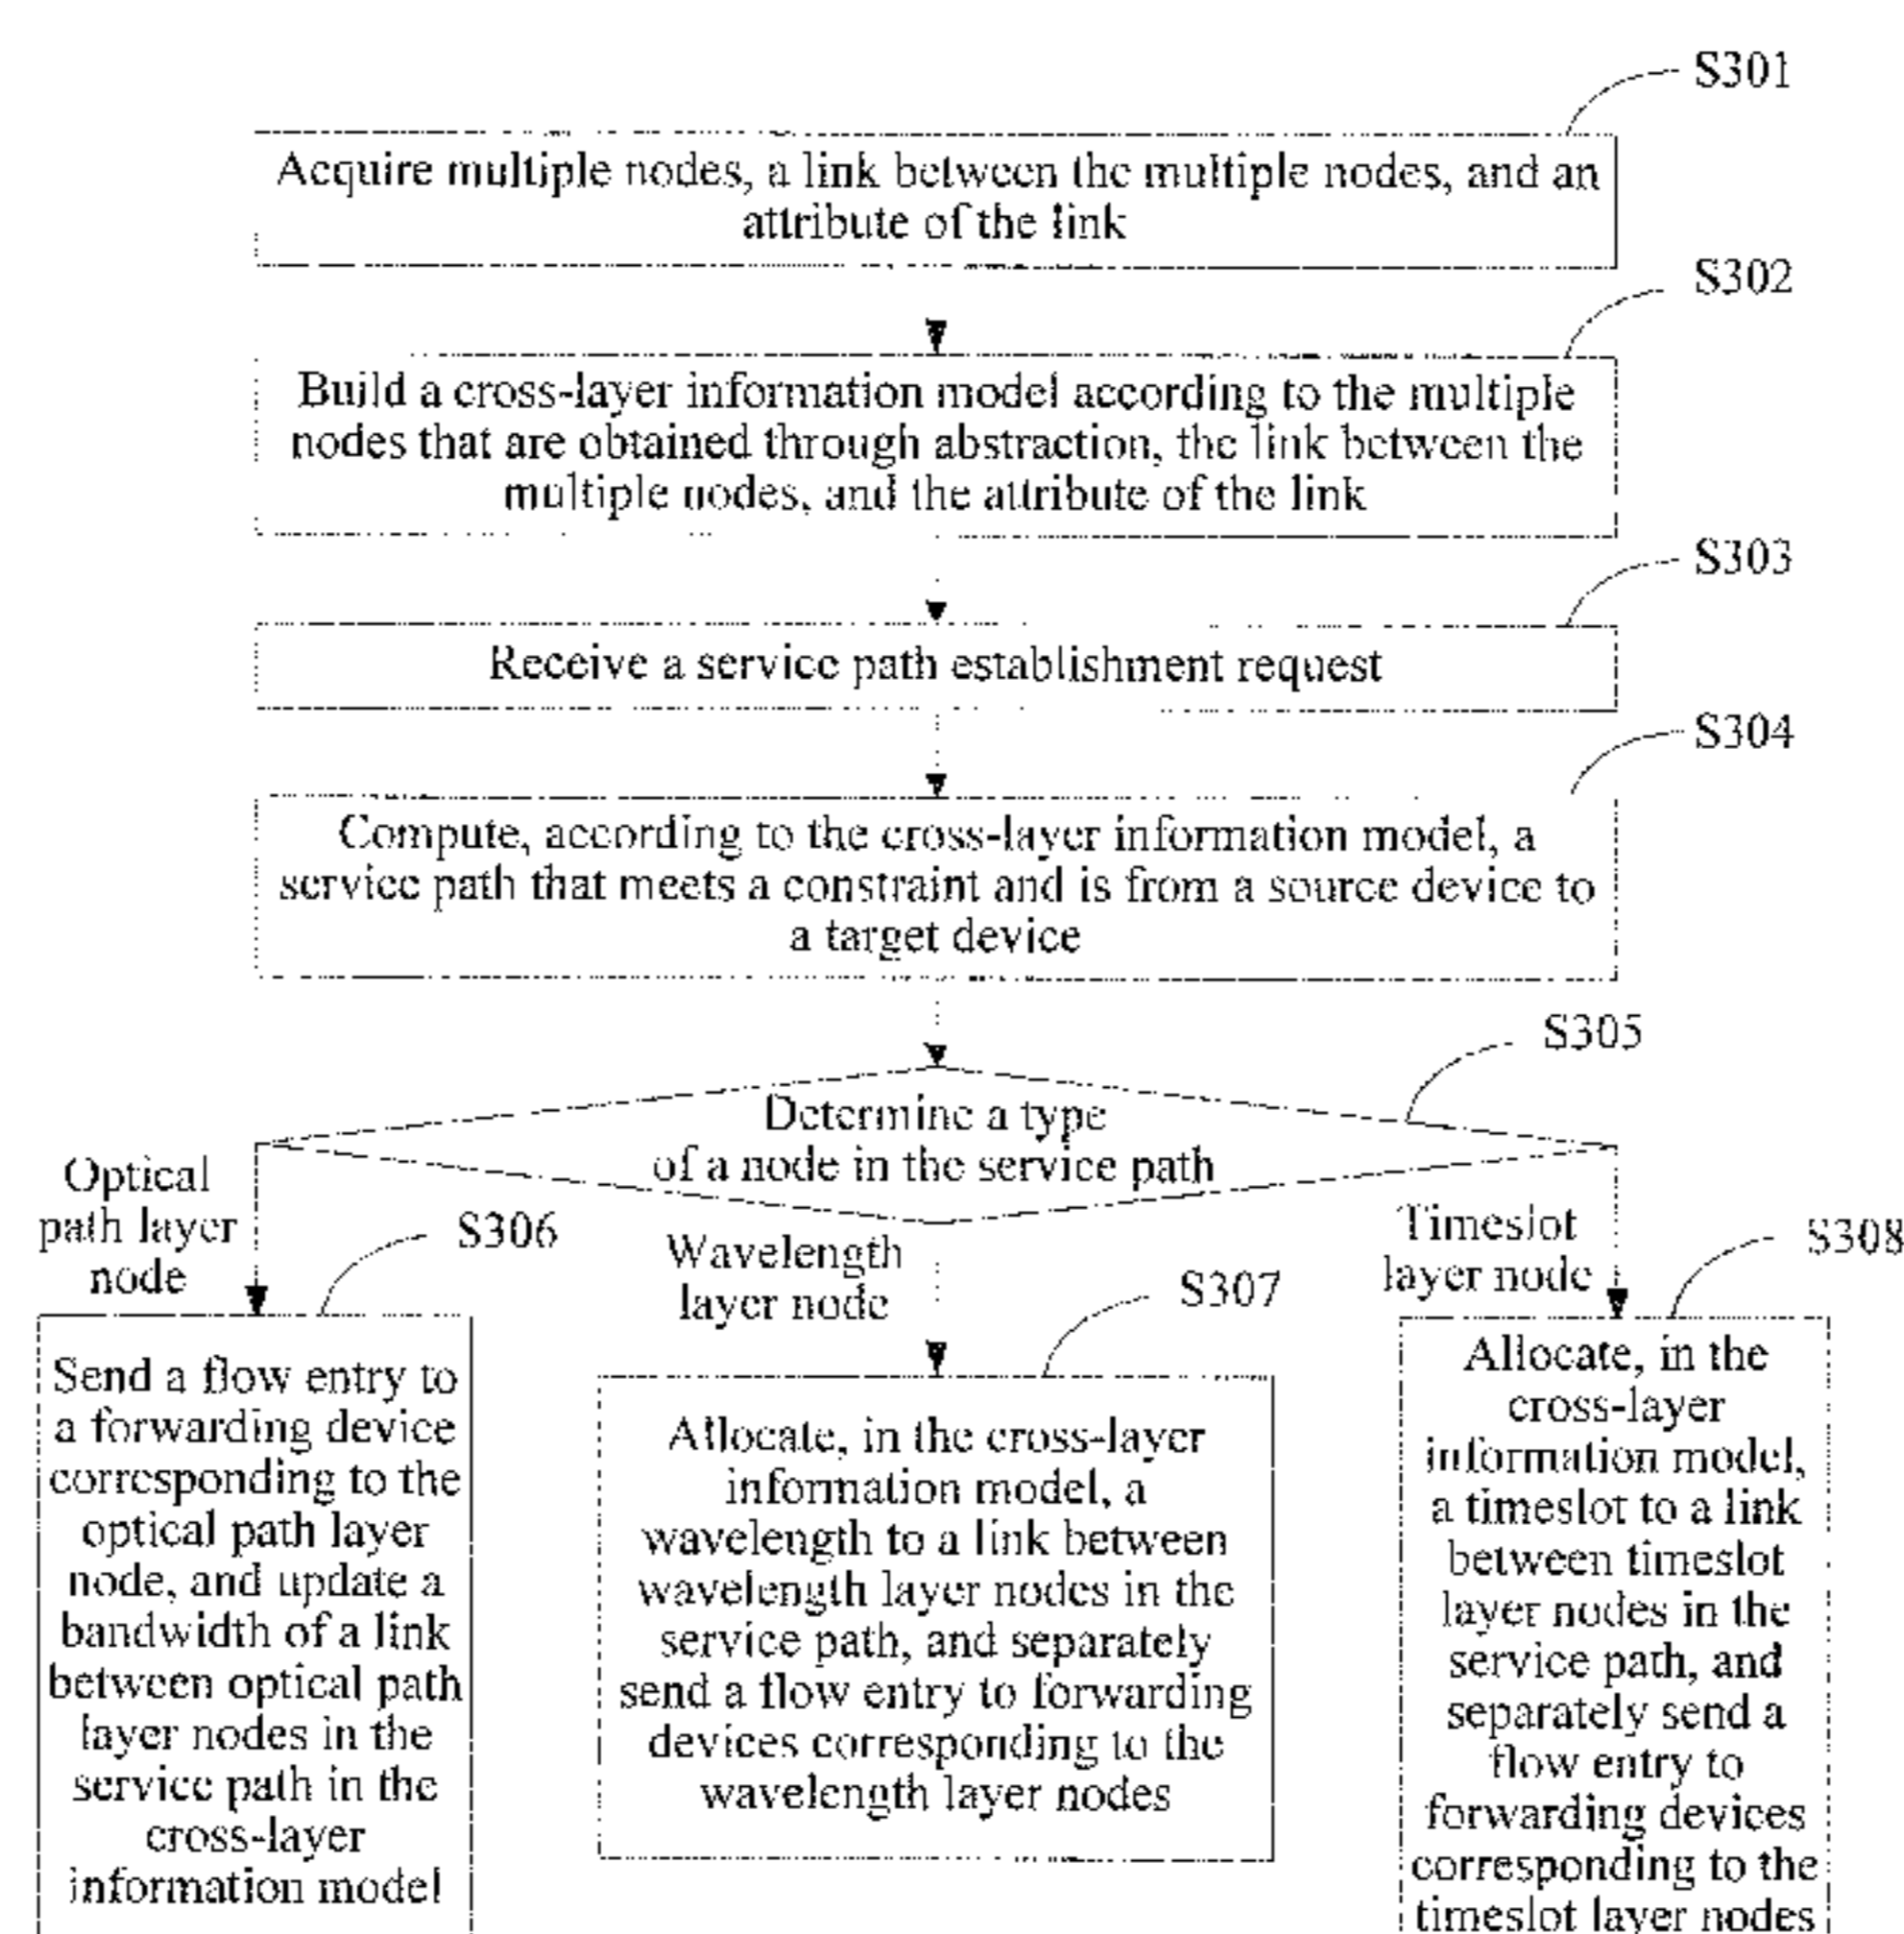 S301
Acquire multiple nodes, a link between the multiple nodes, and an
attribute of the link
S302
Build a cross-layer information model according to the multiple
nodes that are obtained through abstraction, the link between the
multiple nodes, and the attribute of the link
S303
Receive a service path establishment request
S304
Compute, according to the cross-layer information model, a
service path that meets a constraint and is from a source device to
a target device
S305
Determine a type
of a node in the service path
Optical
path layer
node
S306
Send a flow entry to
a forwarding device
corresponding to the
optical path layer
node, and update a
bandwidth of a link
between optical path
layer nodes in the
service path in the
cross-layer
information model
Wavelength
layer node
S307
Allocate, in the cross-layer
information model, a
wavelength to a link between
wavelength layer nodes in the
service path, and separately
send a flow entry to forwarding
devices corresponding to the
wavelength layer nodes
Timeslot
layer node
S308
Allocate, in the
cross-layer
information model,
a timeslot to a link
between timeslot
layer nodes in the
service path, and
separately send a
flow entry to
forwarding devices
corresponding to the
timeslot layer nodes